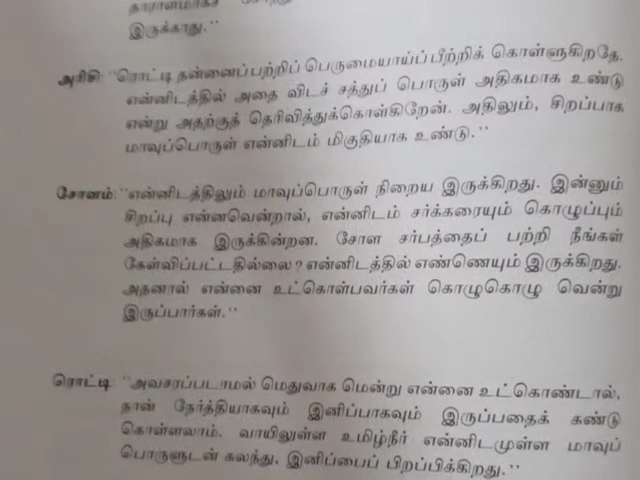 தாராளமாகச்
இருக்காது."
அரிசி: "ரொட்டி தன்னைப்பற்றிப் பெருமையாய்ப்பீற்றிக் கொள்ளுகிறதே.
என்னிடத்தில் அதை விடச் சத்துப் பொருள் அதிகமாக உண்டு
என்று அதற்குத் தெரிவித்துக்கொள்கிறேன். அதிலும், சிறப்பாக
மாவுப்பொருள் என்னிடம் மிகுதியாக உண்டு."
சோளம்: "என்னிடத்திலும் மாவுப்பொருள் நிறைய இருக்கிறது. இன்னும்
சிறப்பு என்னவென்றால், என்னிடம் சர்க்கரையும் கொழுப்பும்
அதிகமாக இருக்கின்றன. சோள சர்பத்தைப் பற்றி நீங்கள்
கேள்விப்பட்டதில்லை? என்னிடத்தில் எண்ணெயும் இருக்கிறது.
அதனால் என்னை உட்கொள்பவர்கள் கொழுகொழு வென்று
இருப்பார்கள்."
ரொட்டி: "அவசரப்படாமல் மெதுவாக மென்று என்னை உட்கொண்டால்,
நான் நேர்த்தியாகவும் இனிப்பாகவும் இருப்பதைக் கண்டு
கொள்ளலாம். வாயிலுள்ள உமிழ்நீர் என்னிடமுள்ள மாவுப்
பொருளுடன் கலந்து, இனிப்பைப் பிறப்பிக்கிறது."